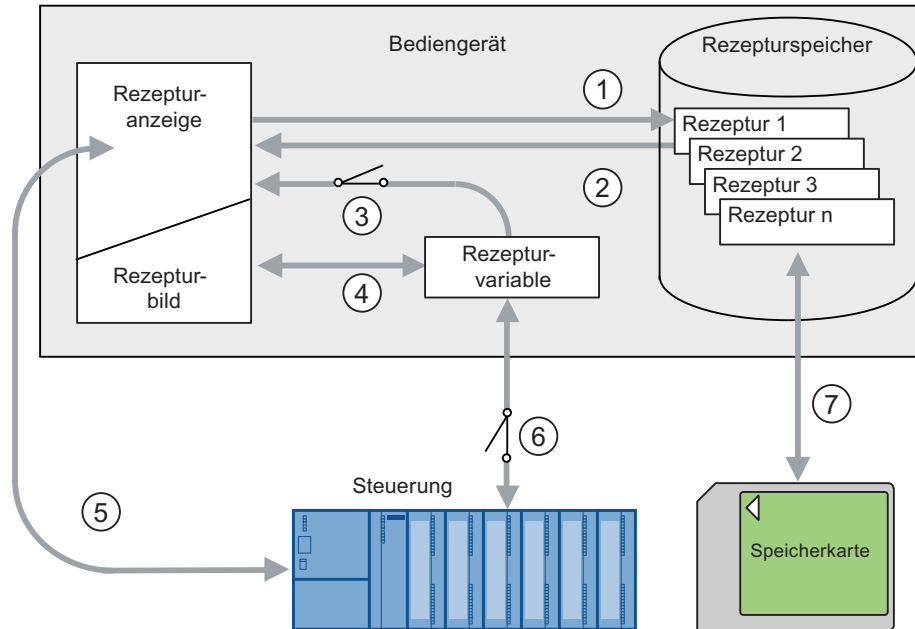 Bediengerät
Rezepturspeicher
Rezeptur-
anzeige
1
Rezeptur 1
Rezeptur 2
Rezeptur 3
Rezeptur n
2
3
Rezeptur-
variable
4
Rezeptur-
bild
7
6
Steuerung
5
Speicherkarte